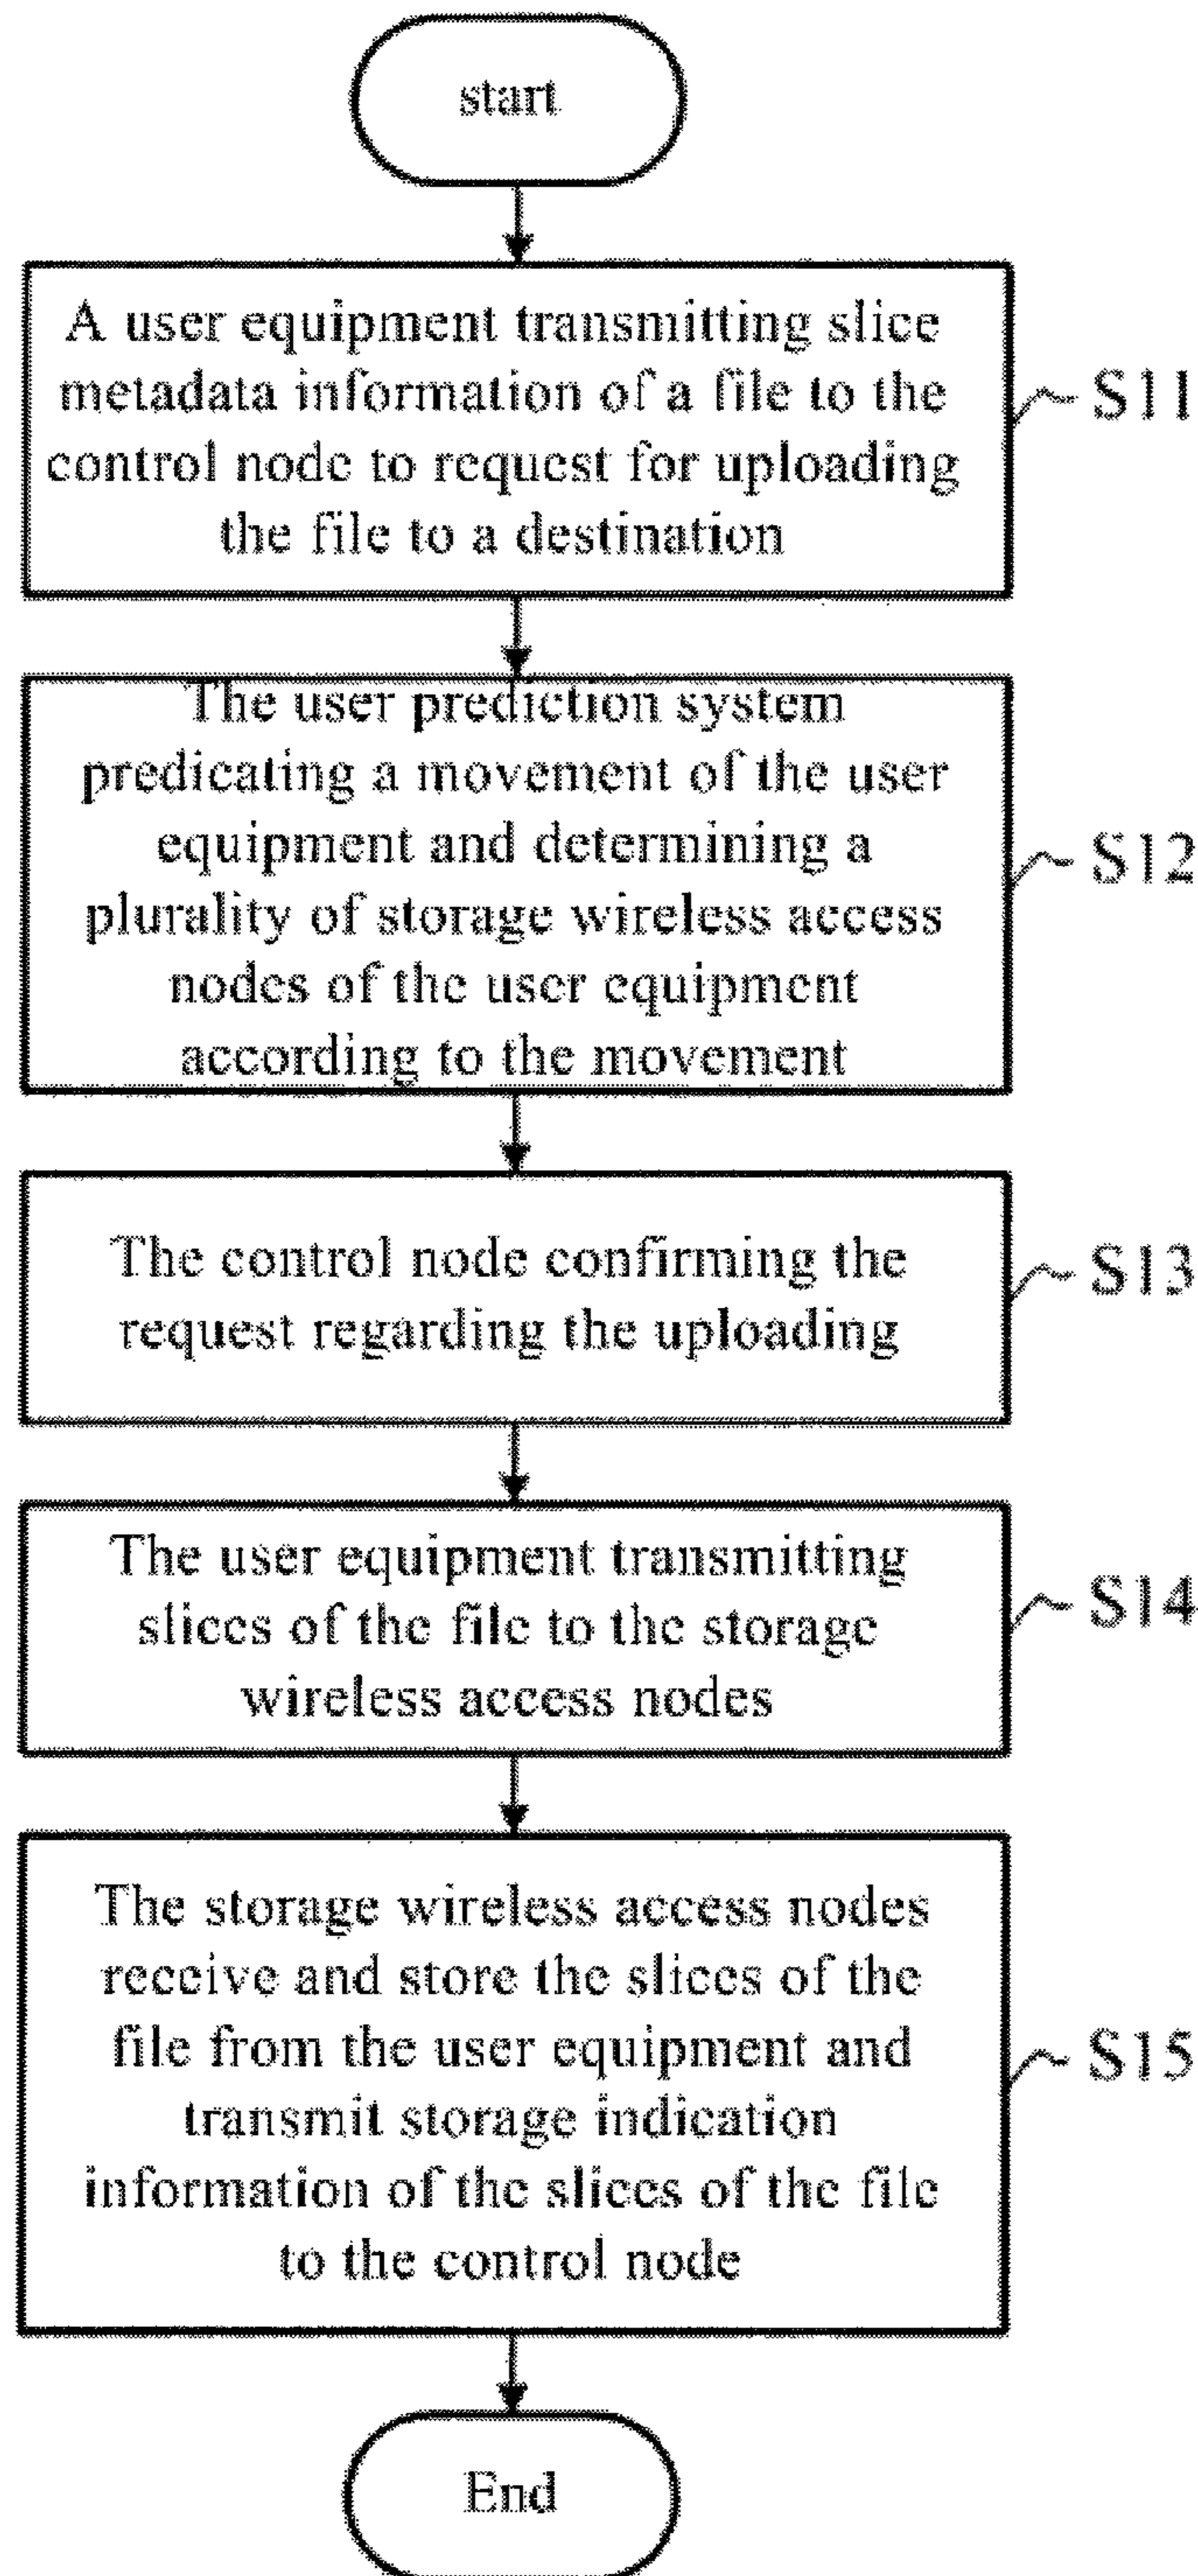 start
A user equipment transmitting slice
metadata information of a file to the
control node to request for uploading
the file to a destination
S11
The user prediction system
predicating a movement of the user
equipment and determining a
plurality of storage wireless access
nodes of the user equipment
according to the movement
S12
The control node confirming the
request regarding the uploading
S13
The user equipment transmitting
slices of the file to the storage
wireless access nodes
S14
The storage wireless access nodes
receive and store the slices of the
file from the user equipment and
transmit storage indication
information of the slices of the file
to the control node
S15
End